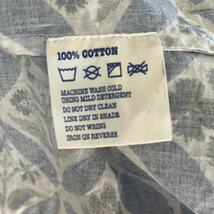 100% COTTON
MACHINE WASH COLD
USING MILD DETERGENT
DO NOT DRY CLEAN
LINE DRY IN SHADE
DO NOT WRING
IRON ON REVERSE